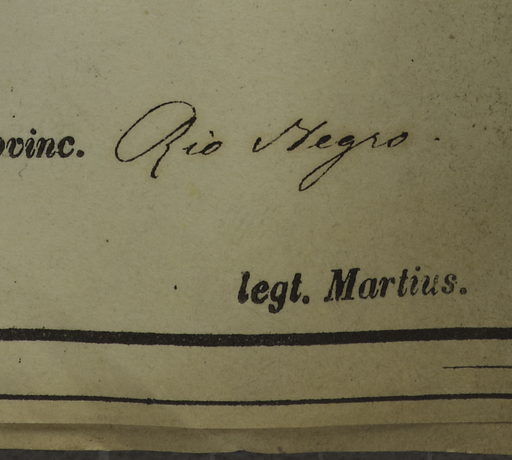 ovinc. Rio Negro.
legt. Martius.